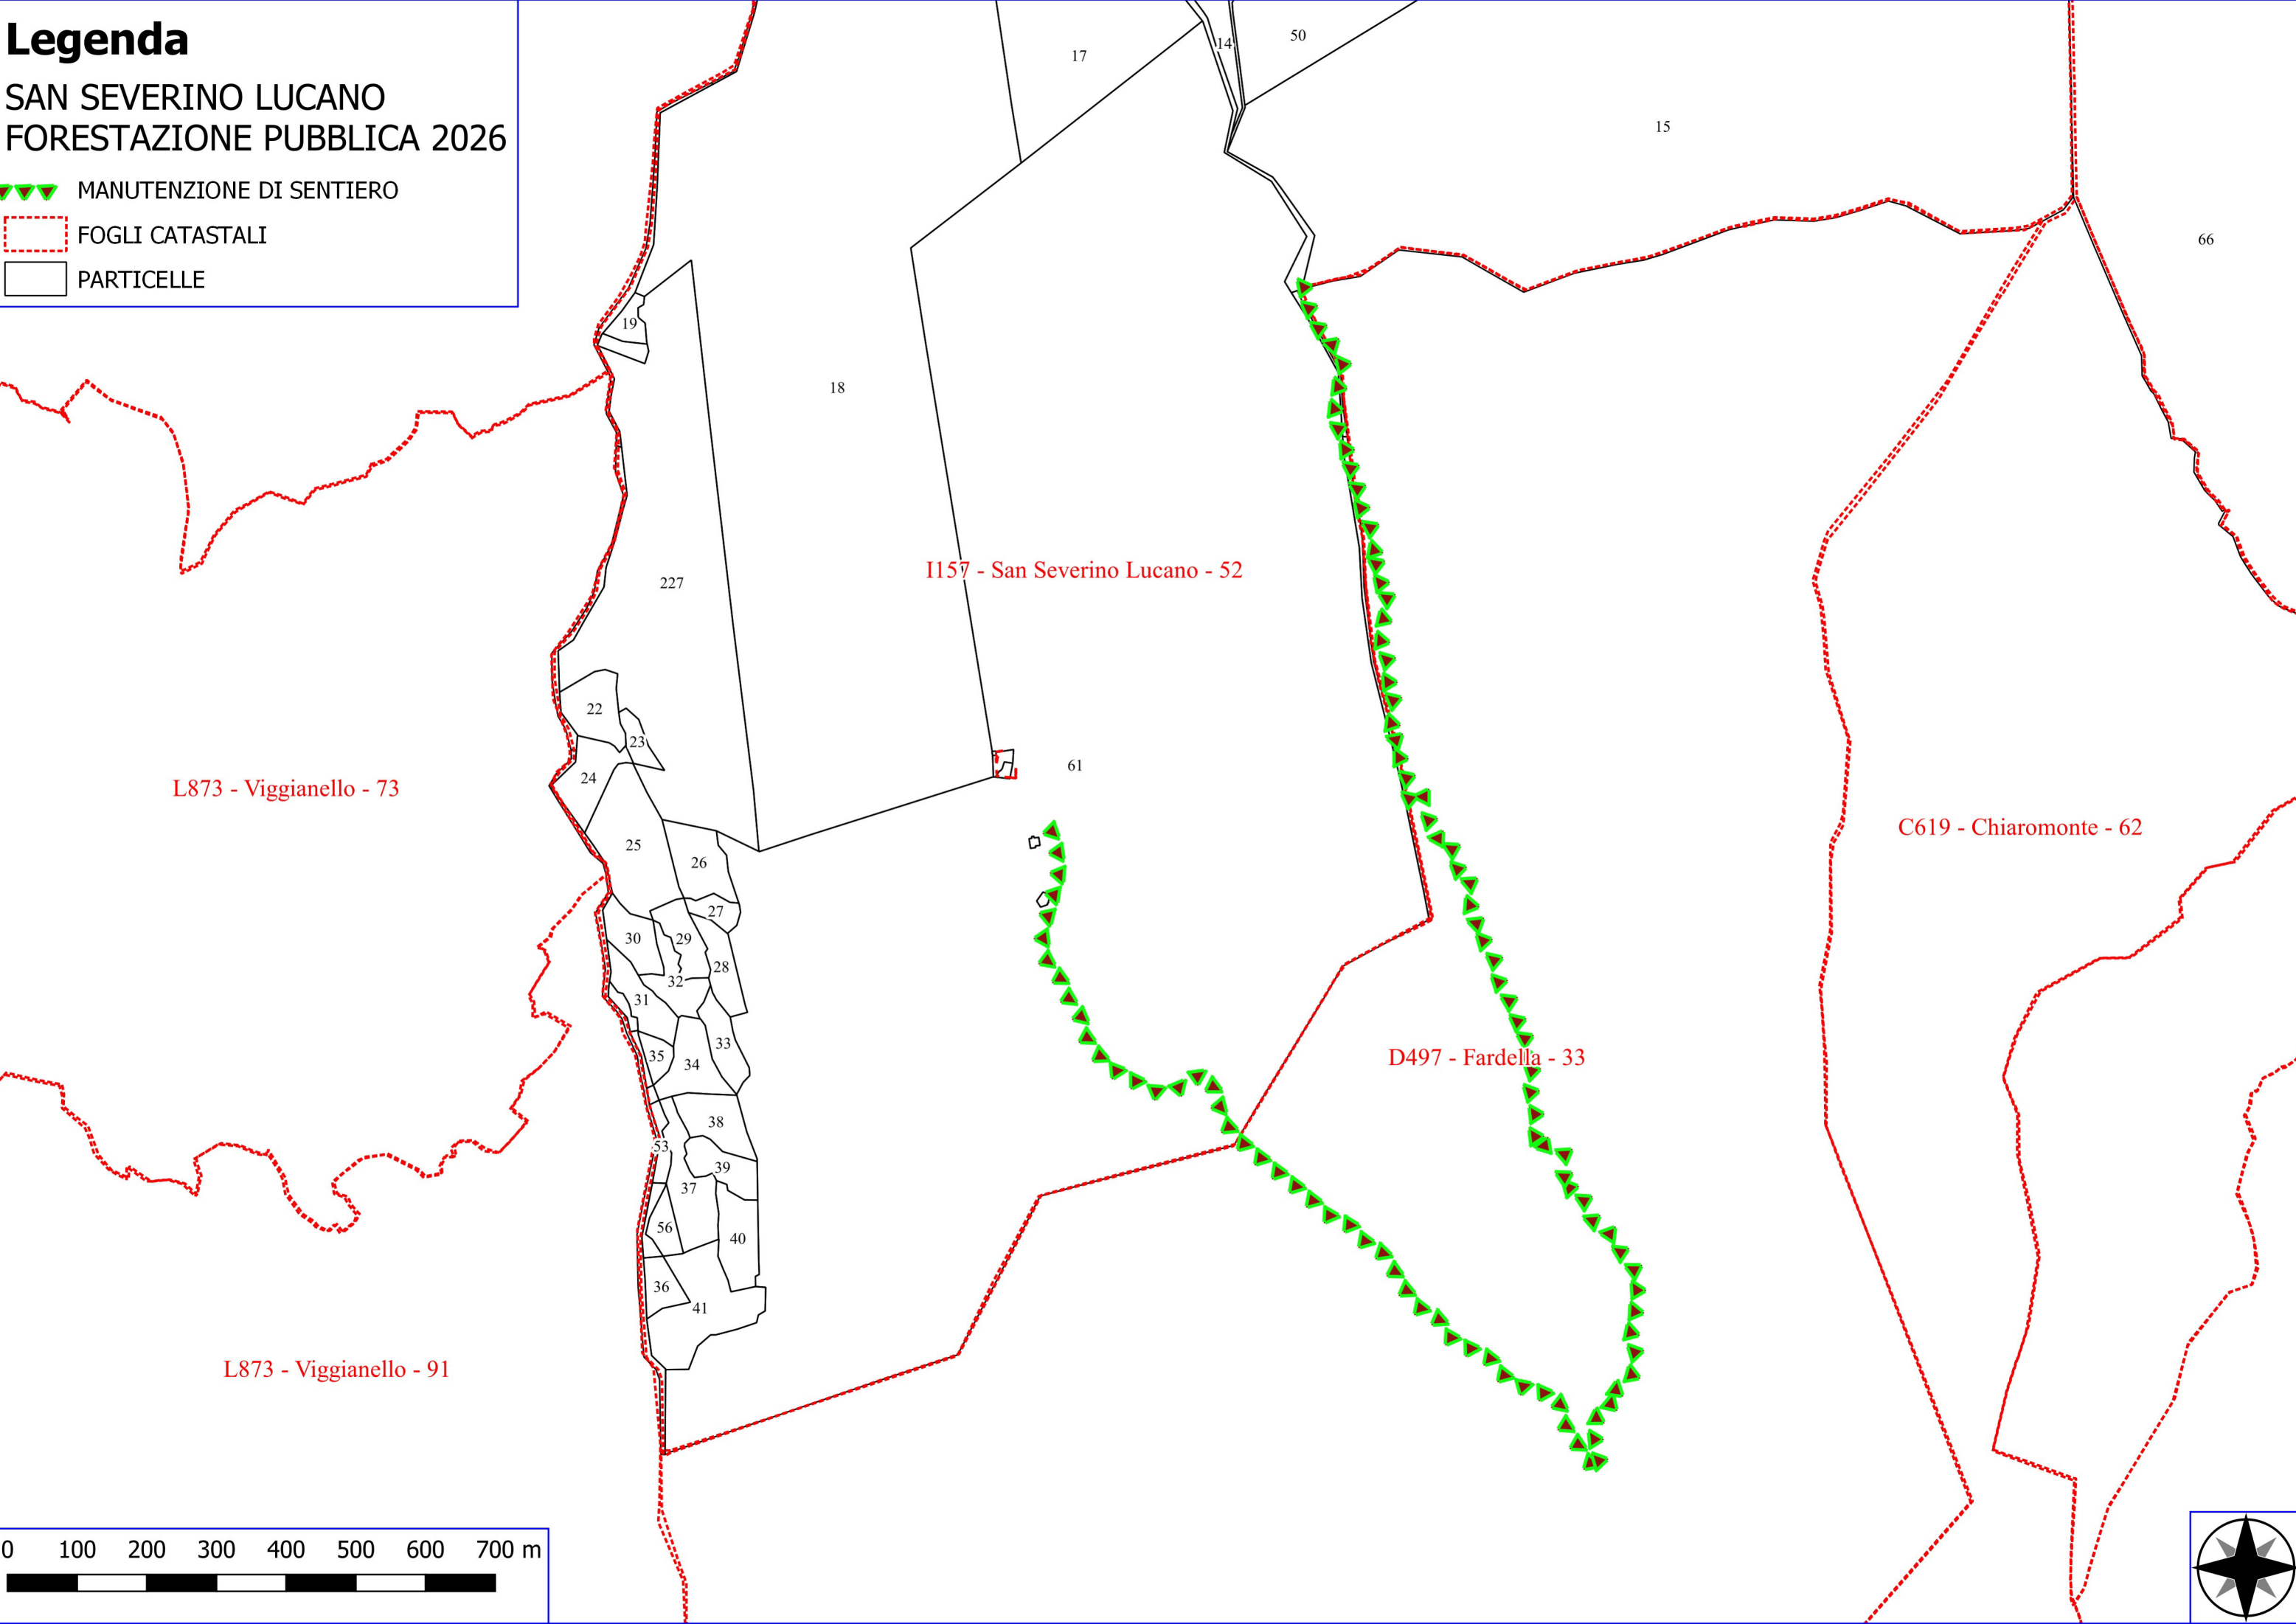 Legenda
SAN SEVERINO LUCANO
FORESTAZIONE PUBBLICA 2026
MANUTENZIONE DI SENTIERO
FOGLI CATASTALI
PARTICELLE
17
14
50
15
66
19
18
227
I157 - San Severino Lucano - 52
22
23
24
61
L873 - Viggianello - 73
C619 - Chiaromonte - 62
25
26
27
30
29
28
32
31
33
35
34
D497 - Fardella - 33
38
53
39
37
56
40
36
41
L873 - Viggianello - 91
0 100 200 300 400 500 600 700 m